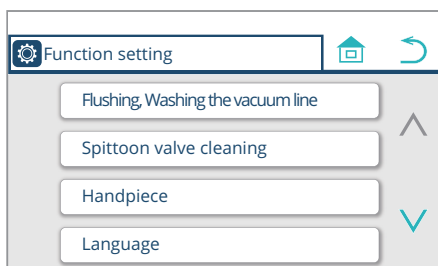 Function setting
Flushing, Washing the vacuum line
Spittoon valve cleaning
Handpiece
Language